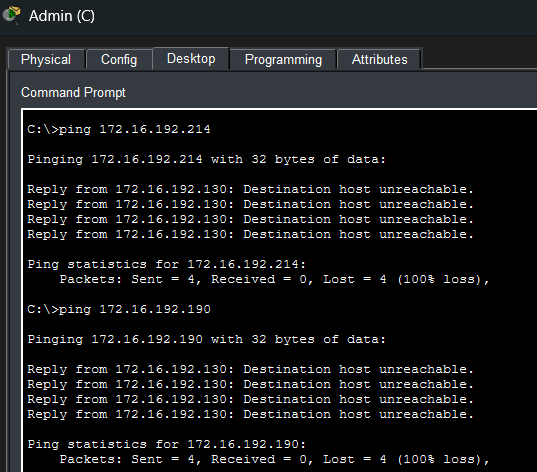 Admin (C)
Physical Config Desktop Programming Attributes
Command Prompt
C:\>ping 172.16.192.214
Pinging 172.16.192.214 with 32 bytes of data:
Reply from 172.16.192.130: Destination host unreachable.
Reply from 172.16.192.130: Destination host unreachable.
Reply from 172.16.192.130: Destination host unreachable.
Reply from 172.16.192.130: Destination host unreachable.
Ping statistics for 172.16.192.214:
Packets: Sent = 4, Received = 0, Lost = 4 (100% loss),
C:\>ping 172.16.192.190
Pinging 172.16.192.190 with 32 bytes of data:
Reply from 172.16.192.130: Destination host unreachable.
Reply from 172.16.192.130: Destination host unreachable.
Reply from 172.16.192.130: Destination host unreachable.
Reply from 172.16.192.130: Destination host unreachable.
Ping statistics for 172.16.192.190:
Packets: Sent = 4, Received = 0, Lost = 4 (100% loss),